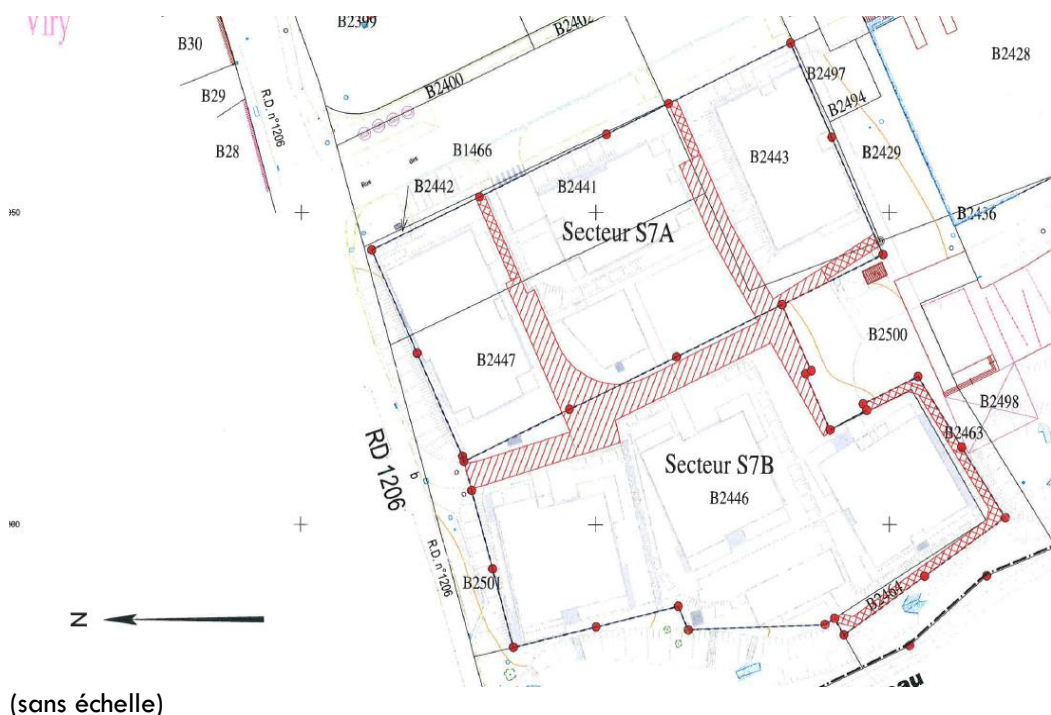 Viry
B2399
B2402
B30
B2400
B2497
B2428
B29
R.D. n°1206
B2494
B28
B1466
B2443
B2429
B2442
B2441
B2436
Secteur S7A
B2500
B2447
B2498
B2463
RD 1206
b
Secteur S7B
B2446
R.D. n°1206
B2501
B2464
N
(sans échelle)